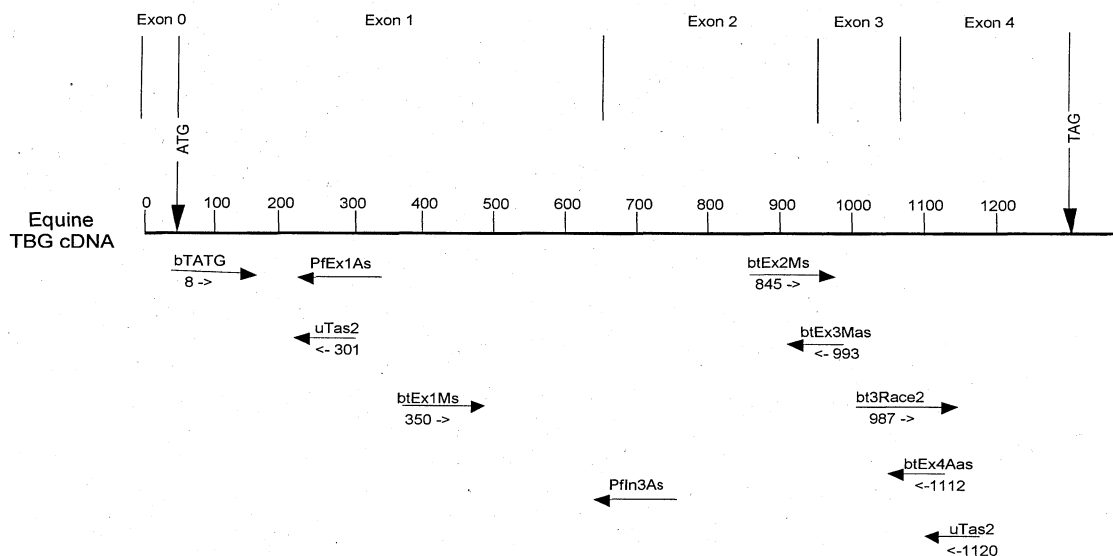 Exon 0 Exon 1 Exon 2 Exon 3 Exon 4
ATG
TAG
0 100 200 300 400 500 600 700 800 900 1000 1100 1200
Equine
TBG cDNA
bTATG PfEx1As btEx2Ms
8 -> 845 ->
uTas2 btEx3Mas
<- 301 <- 993
btEx1Ms bt3Race2
350 -> 987 ->
btEx4Aas
PfIn3As <-1112
uTas2
<-1120